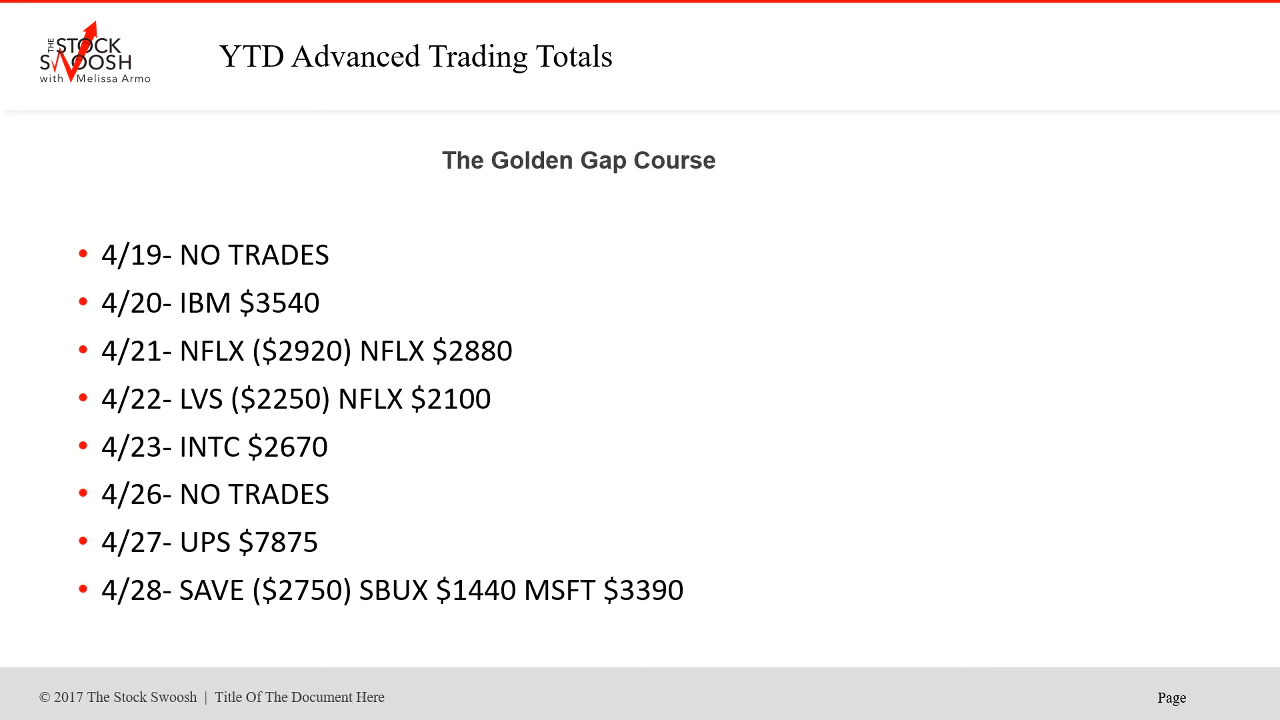 THE
STOCK
SWOOSH
with Melissa Armo
YTD Advanced Trading Totals
The Golden Gap Course
• 4/19- NO TRADES
• 4/20- IBM $3540
• 4/21- NFLX ($2920) NFLX $2880
• 4/22- LVS ($2250) NFLX $2100
• 4/23- INTC $2670
• 4/26- NO TRADES
• 4/27- UPS $7875
• 4/28- SAVE ($2750) SBUX $1440 MSFT $3390
© 2017 The Stock Swoosh | Title Of The Document Here
Page